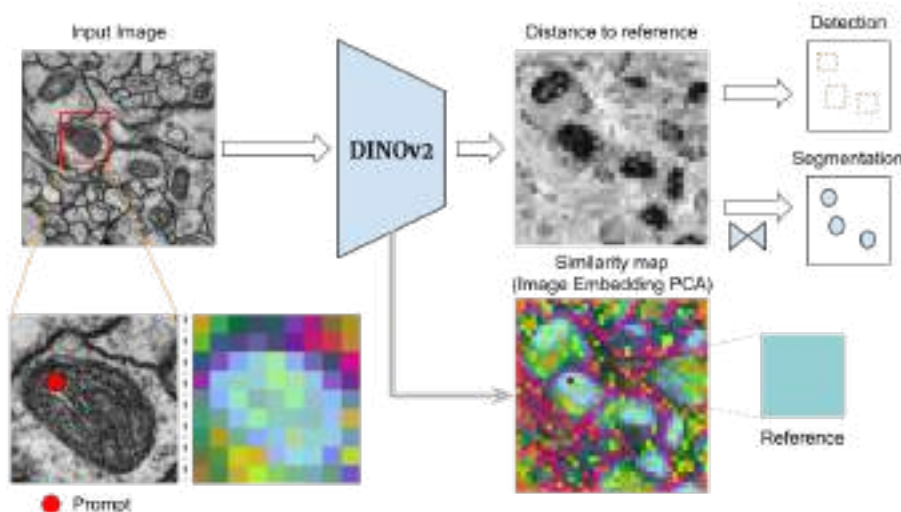 Input Image
DINOv2
Distance to reference
Detection
Segmentation
Similarity map
(Image Embedding PCA)
Reference
Prompt